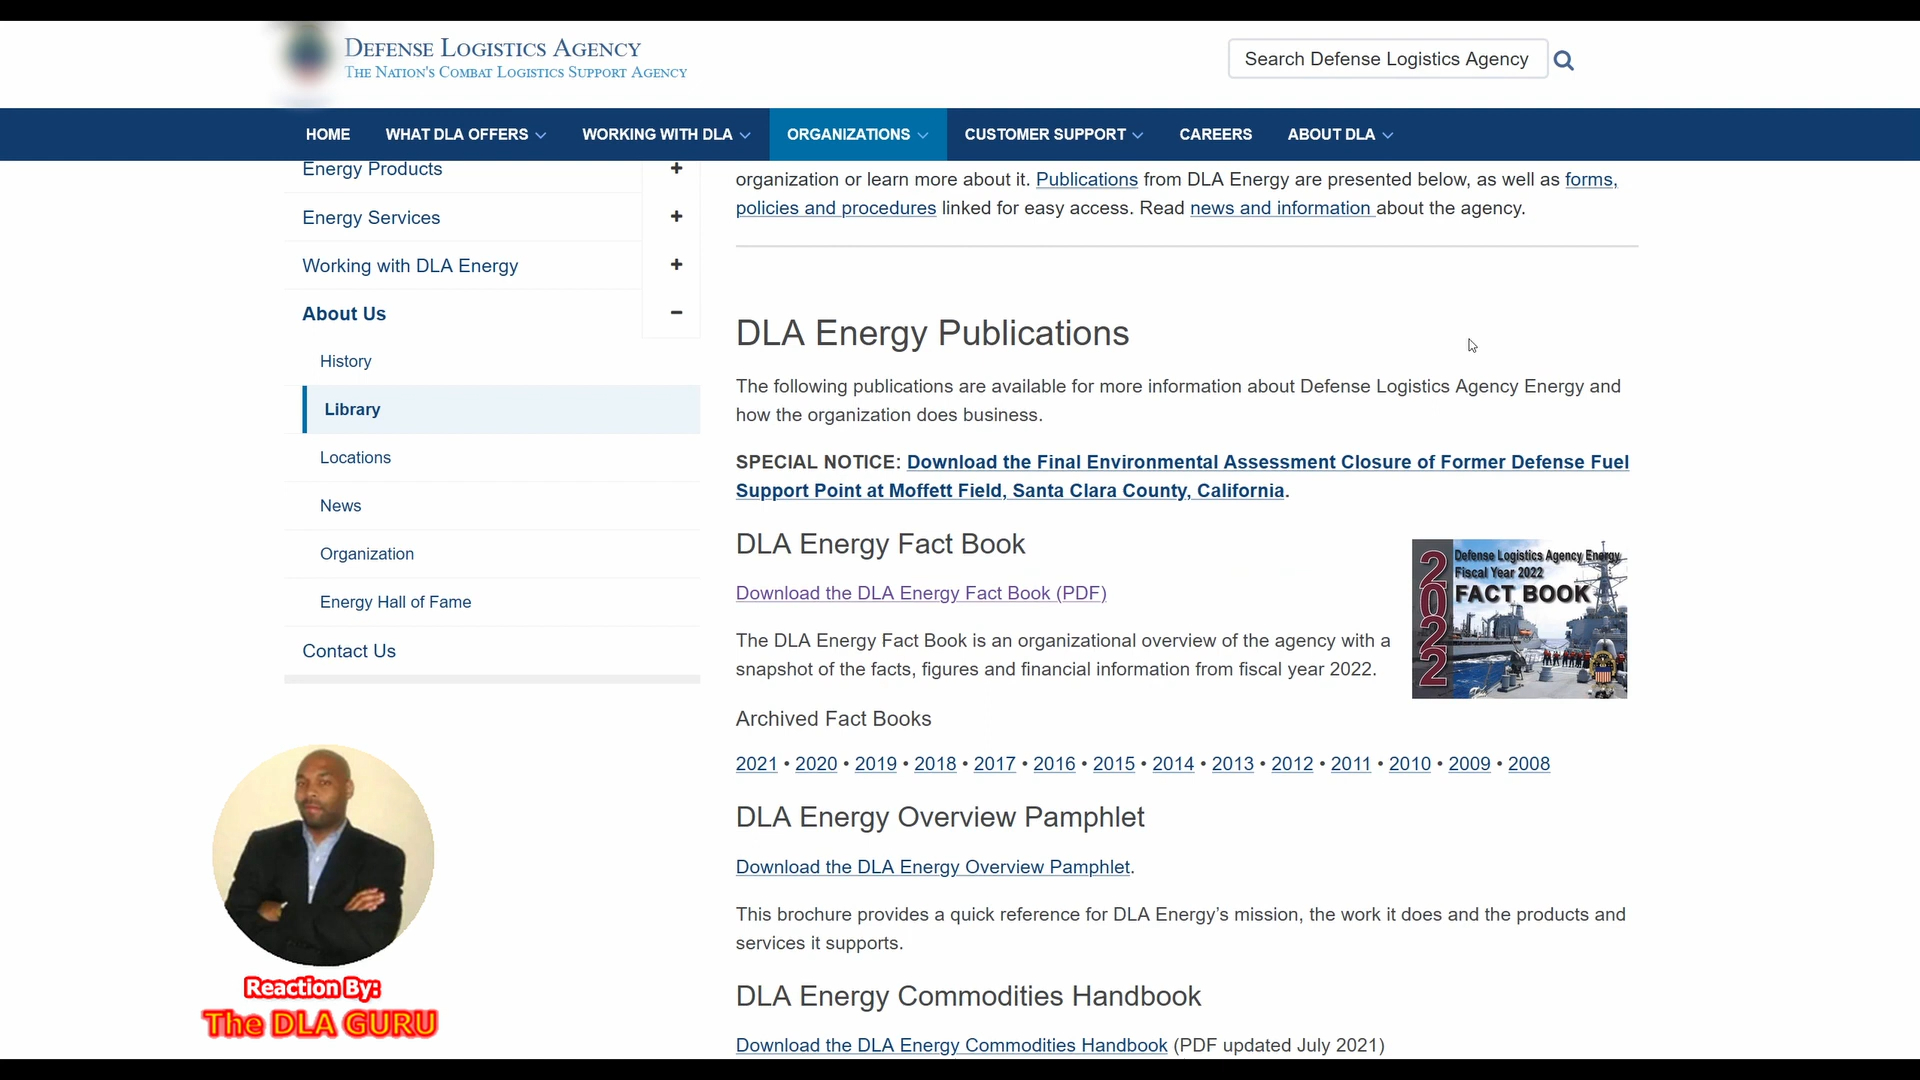 DEFENSE LOGISTICS AGENCY
THE NATION'S COMBAT LOGISTICS SUPPORT AGENCY
Search Defense Logistics Agency
HOME WHAT DLA OFFERS WORKING WITH DLA ORGANIZATIONS CUSTOMER SUPPORT CAREERS ABOUT DLA
Energy Products +
Energy Services +
Working with DLA Energy +
About Us −
History
Library
Locations
News
Organization
Energy Hall of Fame
Contact Us
organization or learn more about it. Publications from DLA Energy are presented below, as well as forms,
policies and procedures linked for easy access. Read news and information about the agency.
DLA Energy Publications
The following publications are available for more information about Defense Logistics Agency Energy and
how the organization does business.
SPECIAL NOTICE: Download the Final Environmental Assessment Closure of Former Defense Fuel
Support Point at Moffett Field, Santa Clara County, California.
DLA Energy Fact Book
Download the DLA Energy Fact Book (PDF)
The DLA Energy Fact Book is an organizational overview of the agency with a
snapshot of the facts, figures and financial information from fiscal year 2022.
2022
Defense Logistics Agency Energy
Fiscal Year 2022
FACT BOOK
Archived Fact Books
2021 • 2020 • 2019 • 2018 • 2017 • 2016 • 2015 • 2014 • 2013 • 2012 • 2011 • 2010 • 2009 • 2008
DLA Energy Overview Pamphlet
Download the DLA Energy Overview Pamphlet.
This brochure provides a quick reference for DLA Energy’s mission, the work it does and the products and
services it supports.
DLA Energy Commodities Handbook
Download the DLA Energy Commodities Handbook (PDF updated July 2021)
Reaction By:
The DLA GURU